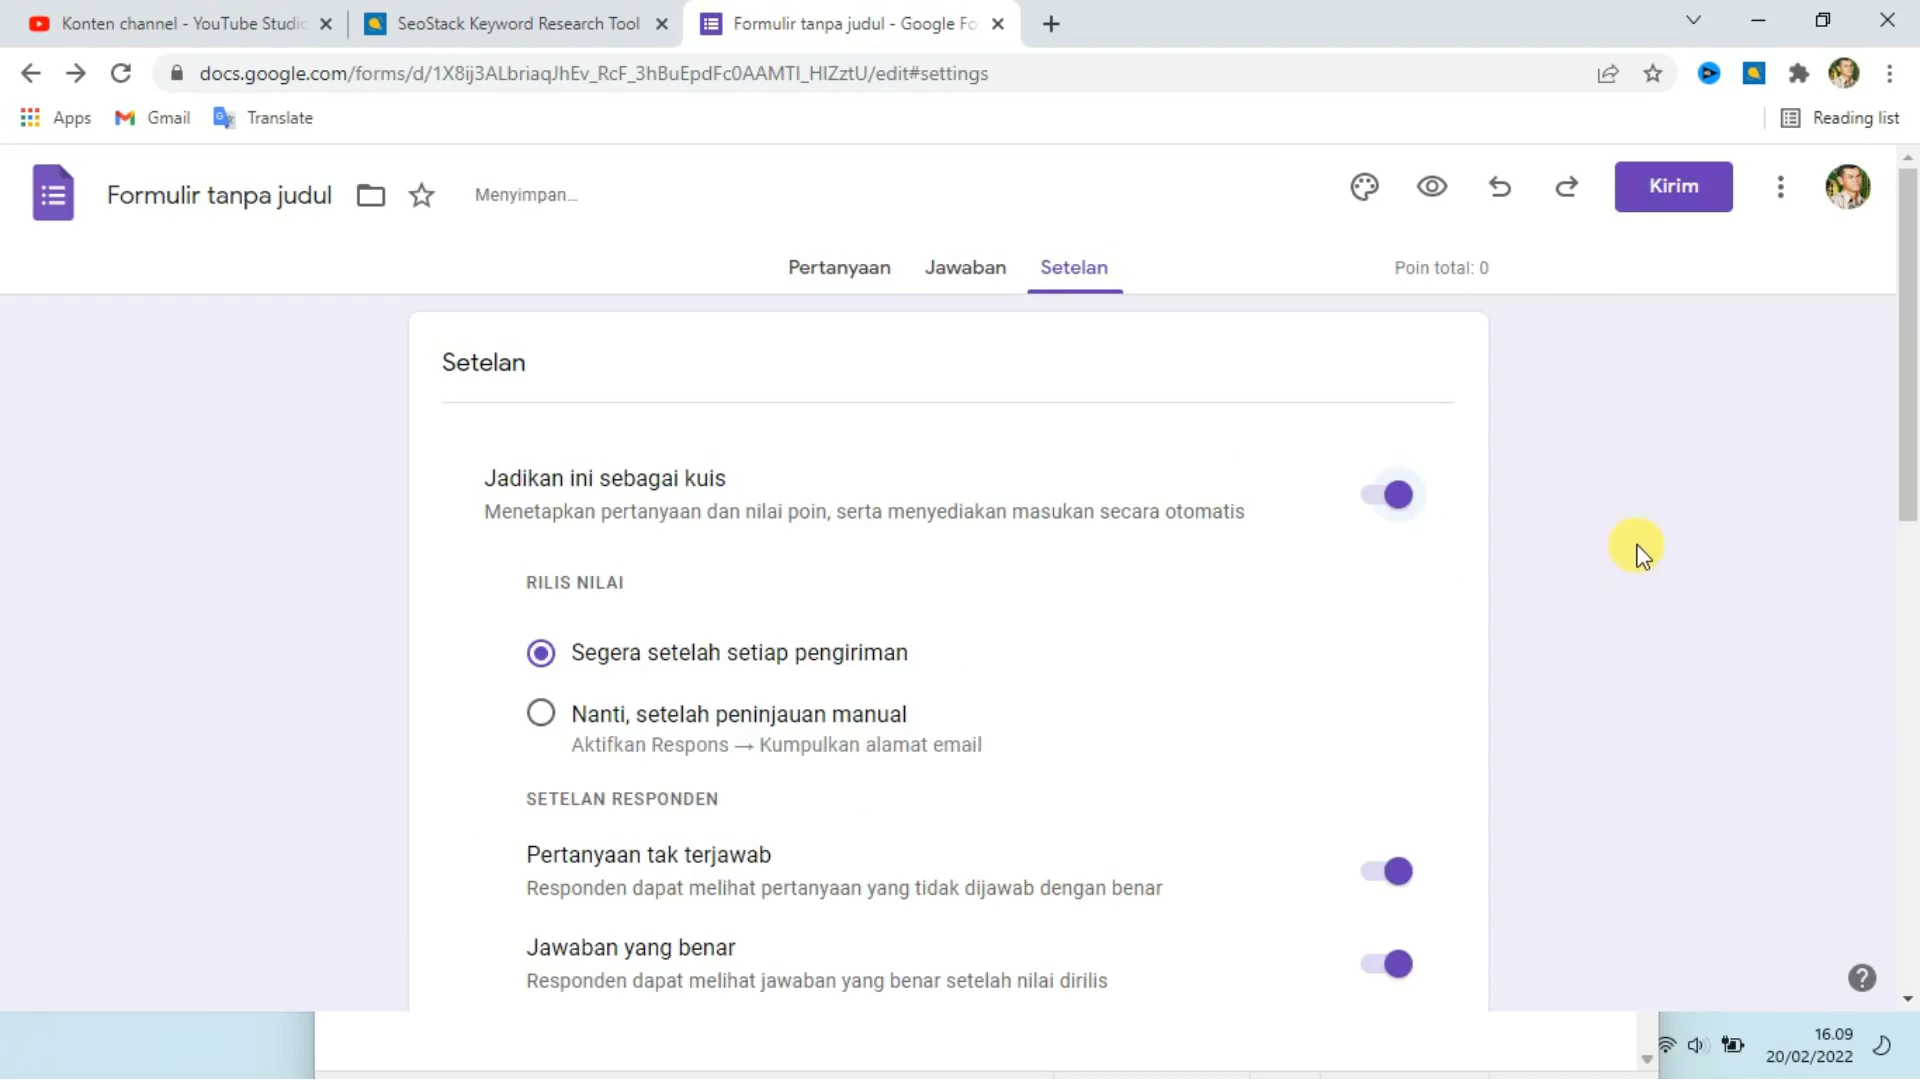 Konten channel - YouTube Studio
SeoStack Keyword Research Tool
Formulir tanpa judul - Google Fo
docs.google.com/forms/d/1X8ij3ALbriaqJhEv_RcF_3hBuEpdFc0AAMTI_HIZztU/edit#settings
Apps
Gmail
Translate
Reading list
Formulir tanpa judul
Menyimpan...
Kirim
Pertanyaan
Jawaban
Setelan
Poin total: 0
Setelan
Jadikan ini sebagai kuis
Menetapkan pertanyaan dan nilai poin, serta menyediakan masukan secara otomatis
RILIS NILAI
Segera setelah setiap pengiriman
Nanti, setelah peninjauan manual
Aktifkan Respons → Kumpulkan alamat email
SETELAN RESPONDEN
Pertanyaan tak terjawab
Responden dapat melihat pertanyaan yang tidak dijawab dengan benar
Jawaban yang benar
Responden dapat melihat jawaban yang benar setelah nilai dirilis
16.09
20/02/2022